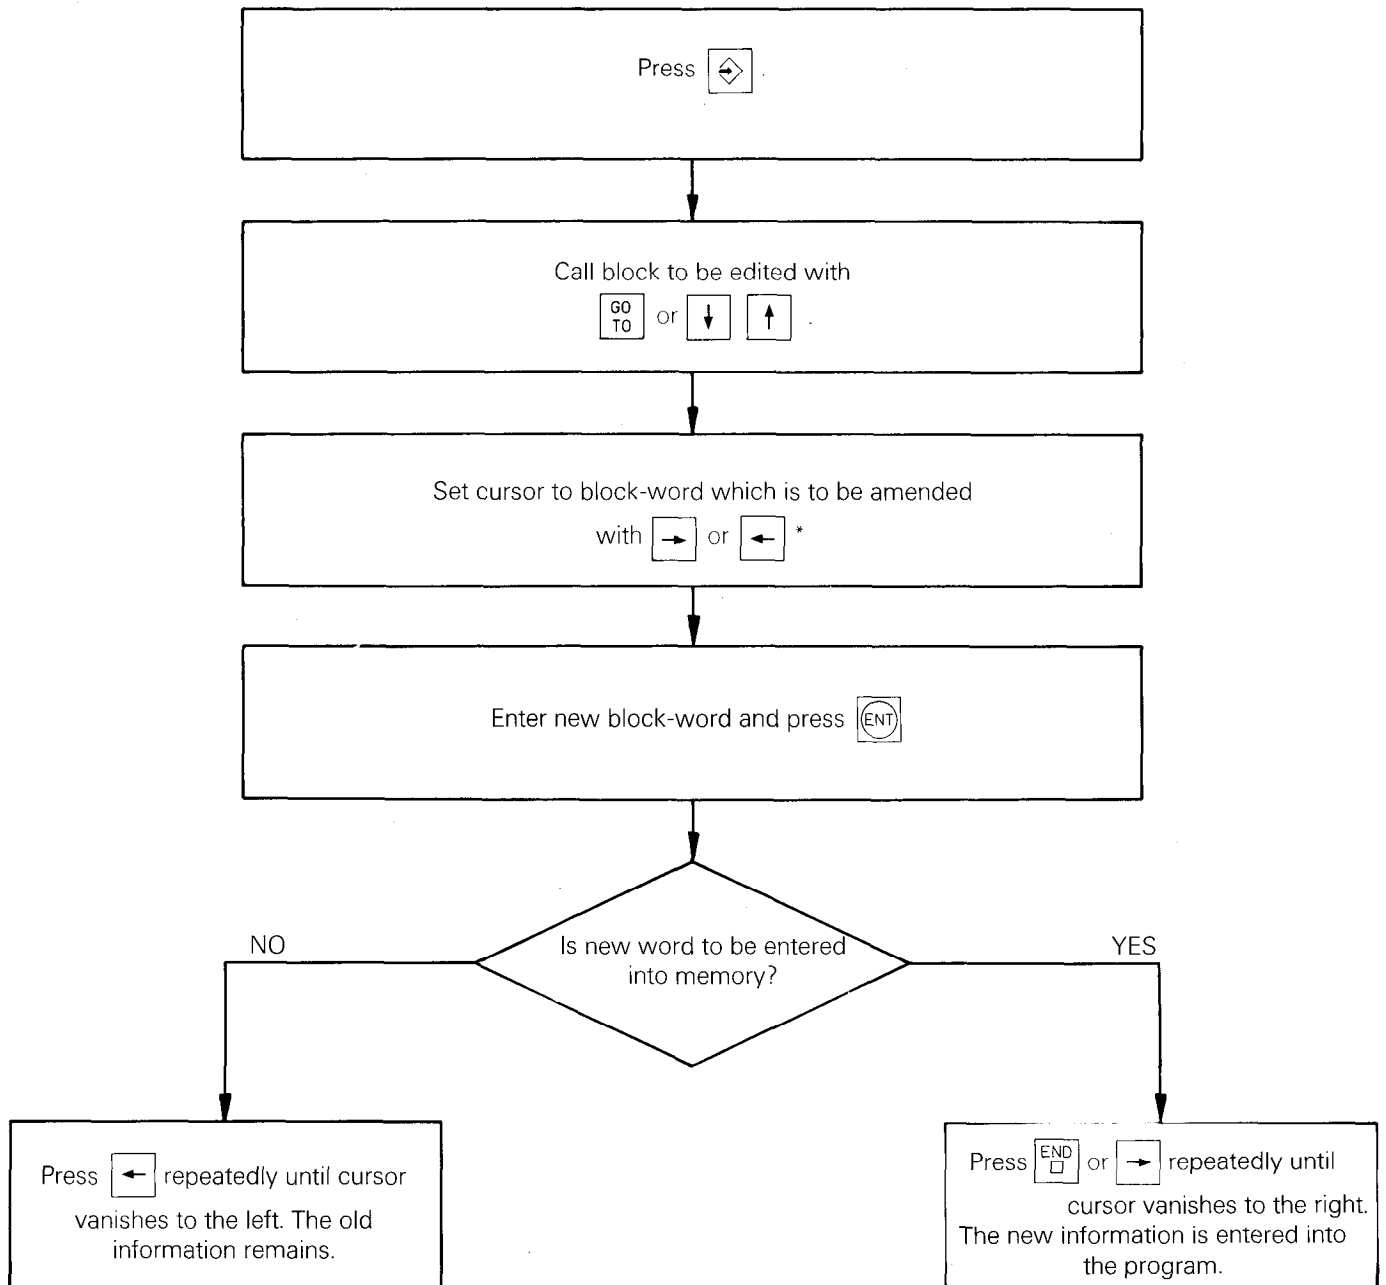 Press
Call block to be edited with
GO TO or ↓ ↑ .
Set cursor to block-word which is to be amended
with → or ← *
Enter new block-word and press ENT
Is new word to be entered
into memory?
NO
YES
Press ← repeatedly until cursor
vanishes to the left. The old
information remains.
Press END □ or → repeatedly until
cursor vanishes to the right.
The new information is entered into
the program.